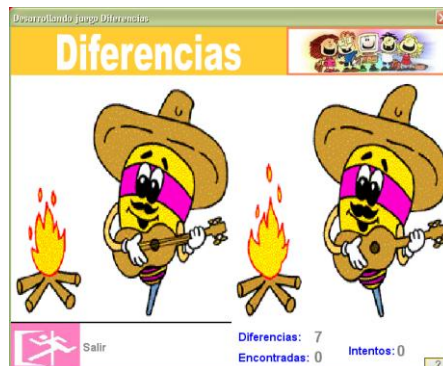 Desarrollando juego Diferencias
Diferencias
Salir
Diferencias: 7
Encontradas: 0
Intentos: 0
?